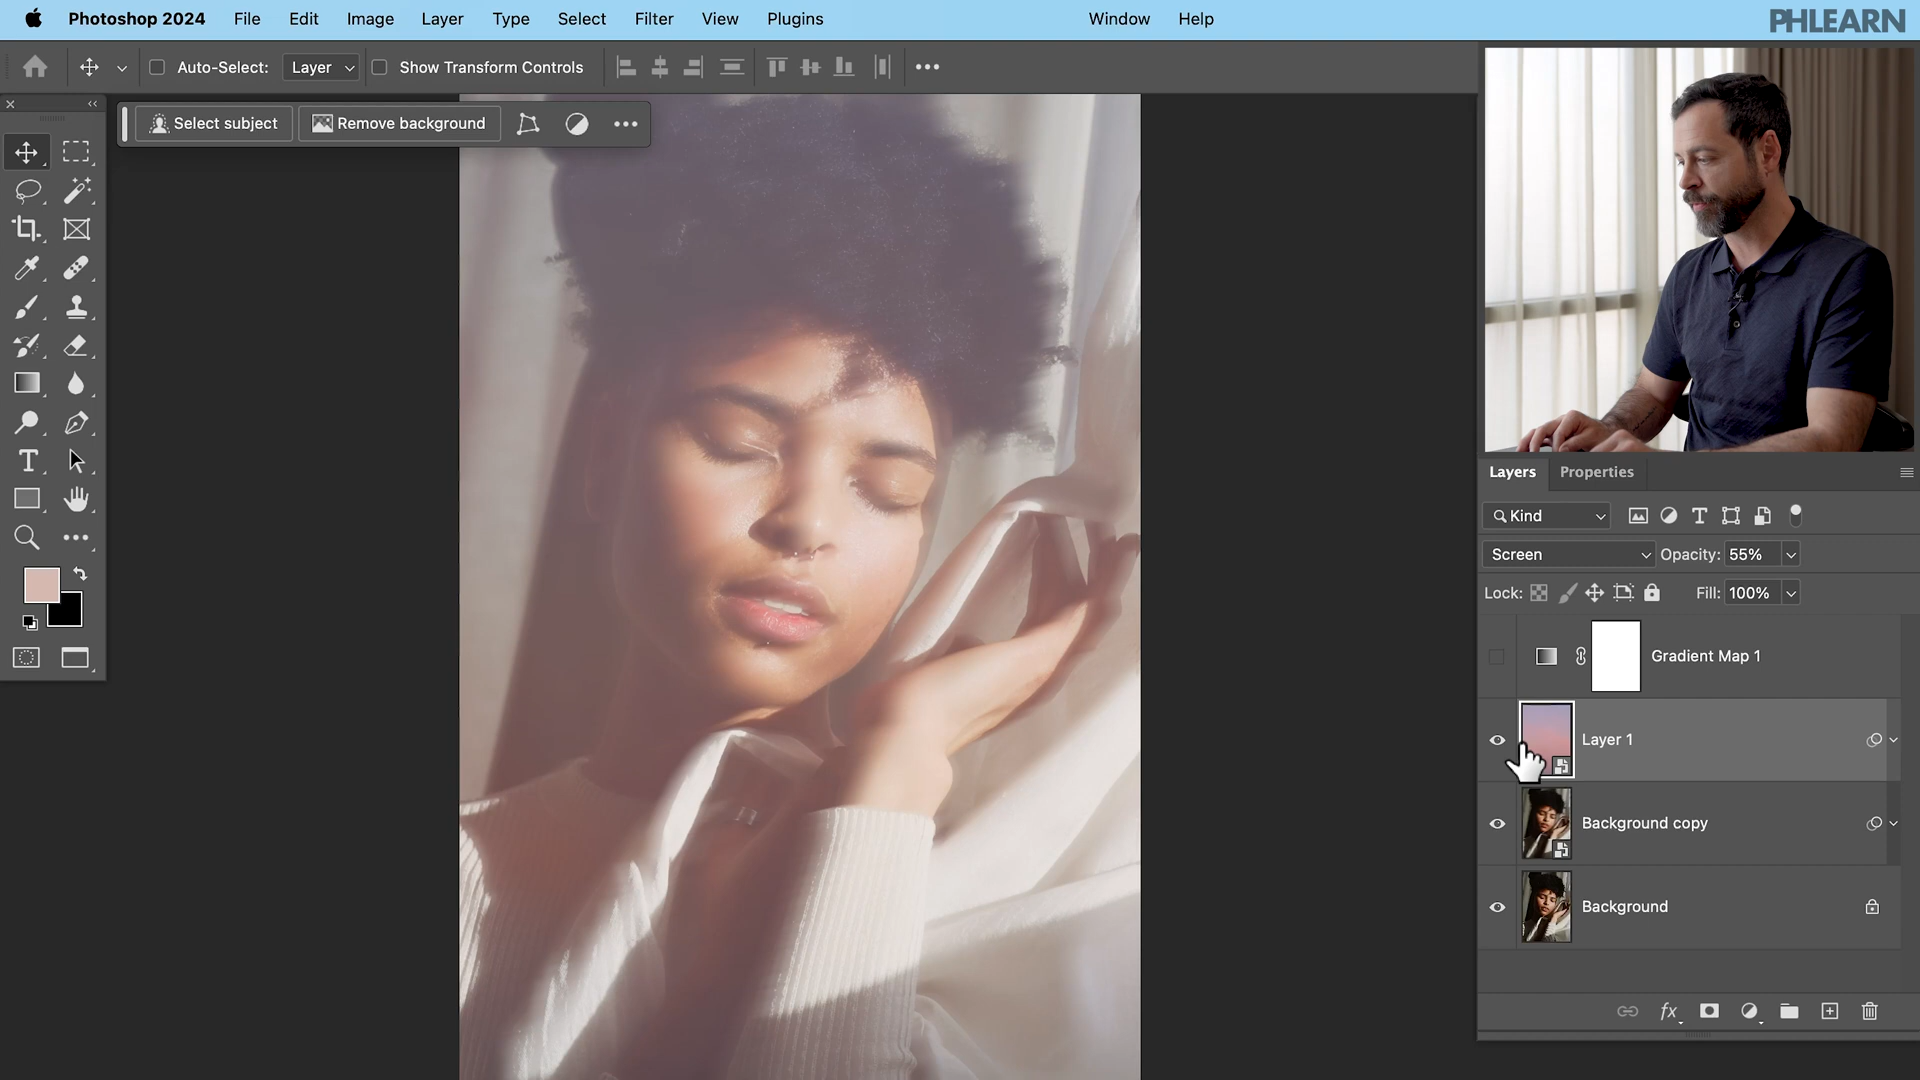 Photoshop 2024 File Edit Image Layer Type Select Filter View Plugins Window Help
PHLEARN
Auto-Select: Layer Show Transform Controls
Select subject Remove background
Layers Properties
Kind
Screen Opacity: 55%
Lock: Fill: 100%
Gradient Map 1
Layer 1
Background copy
Background